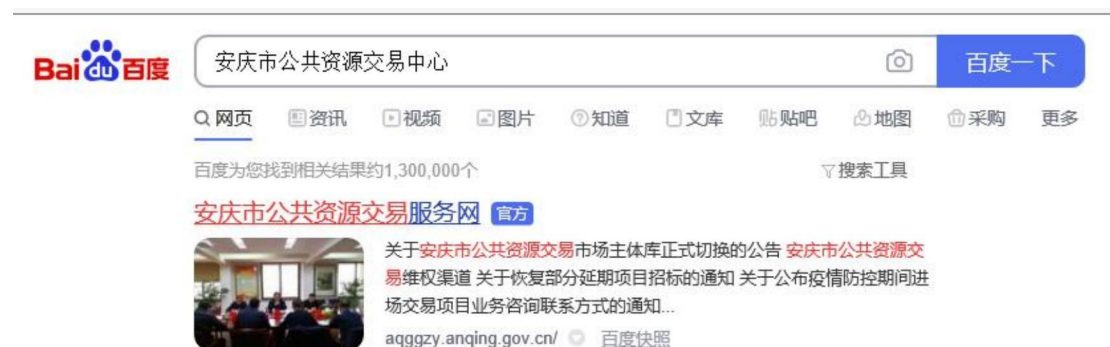 Bai du 百度
安庆市公共资源交易中心
百度一下
网页 资讯 视频 图片 知道 文库 贴吧 地图 采购 更多
百度为您找到相关结果约1,300,000个 搜索工具
安庆市公共资源交易服务网 官方
关于安庆市公共资源交易市场主体库正式切换的公告 安庆市公共资源交
易维权渠道 关于恢复部分延期项目招标的通知 关于公布疫情防控期间进
场交易项目业务咨询联系方式的通知...
aqggzy.anqing.gov.cn/ 百度快照